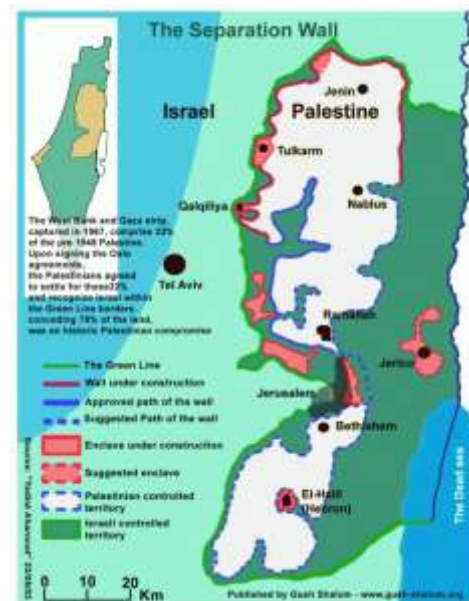 The Separation Wall
Israel
Palestine
Jenin
Tulkarm
Qalqiliya
Nablus
The West Bank and Gaza strip,
captured in 1967, comprise 22%
of the pre 1948 Palestine.
Upon signing the Oslo
agreements,
the Palestinians agreed
to settle for these 22%
and recognize Israel within
the Green Line borders,
conceding 78% of the land,
was an historic Palestinian compromise
Tel Aviv
Ramallah
Jericho
Jerusalem
Bethlehem
El-Halil
(Hebron)
The Dead sea
The Green Line
Wall under construction
Approved path of the wall
Suggested Path of the wall
Enclave under construction
Suggested enclave
Palestinian controlled
territory
Israeli controlled
territory
Source: "Yediot Aharonot"
0 10 20
Km
Published by Gush Shalom - www.gush-shalom.org